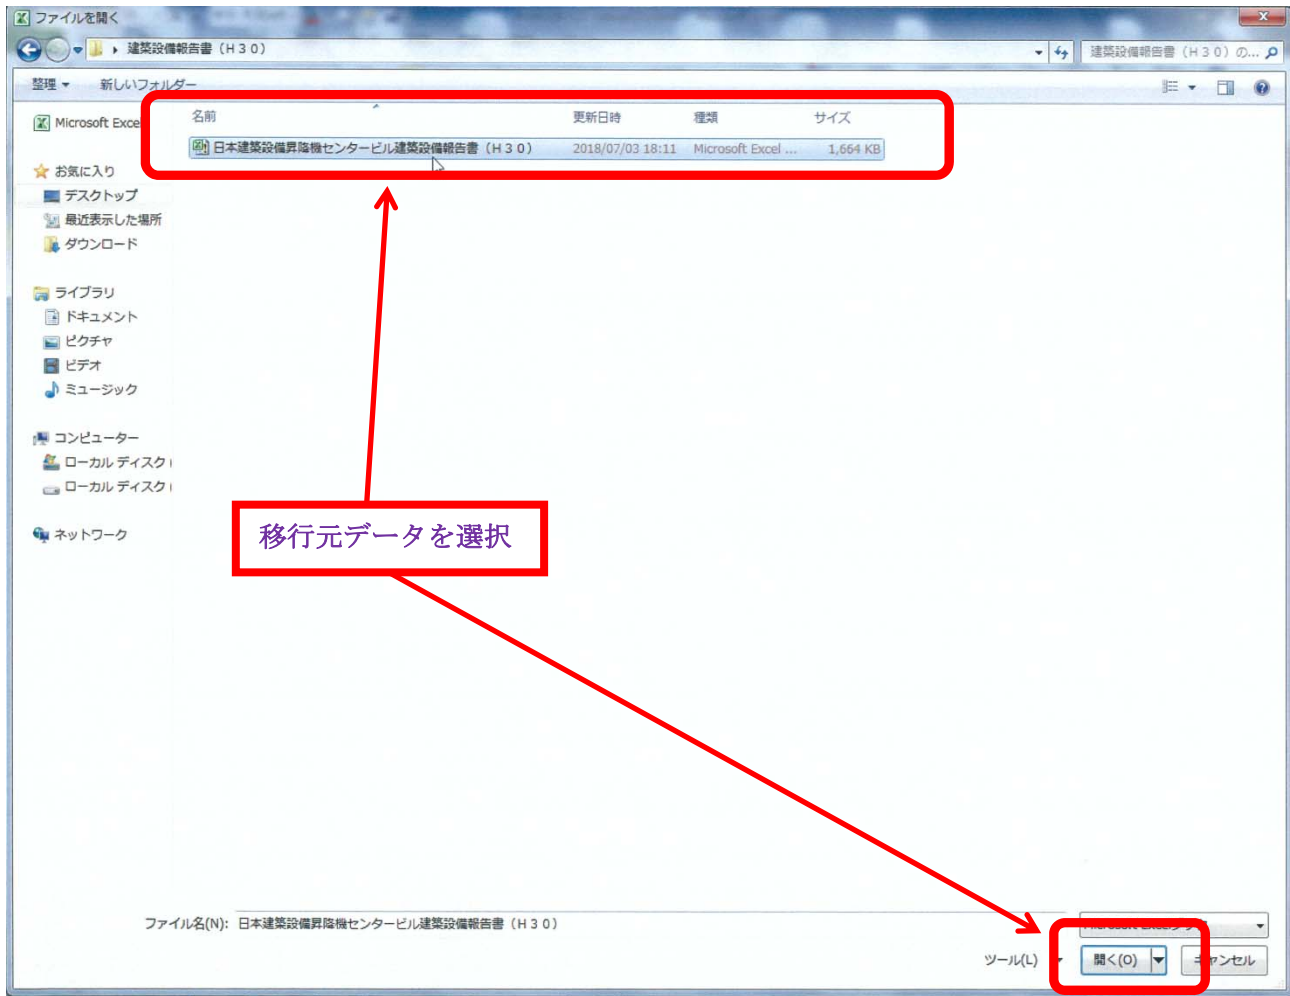 ファイルを開く
建築設備報告書（H30）
建築設備報告書（H30）の...
整理
新しいフォルダー
Microsoft Exce
名前
更新日時
種類
サイズ
日本建築設備昇降機センタービル建築設備報告書（H30）
2018/07/03 18:11
Microsoft Excel ...
1,664 KB
お気に入り
デスクトップ
最近表示した場所
ダウンロード
ライブラリ
ドキュメント
ピクチャ
ビデオ
ミュージック
コンピューター
ローカル ディスク (
ローカル ディスク (
ネットワーク
移行元データを選択
ファイル名(N):
日本建築設備昇降機センタービル建築設備報告書（H30）
ツール(L)
開く(O)
キャンセル